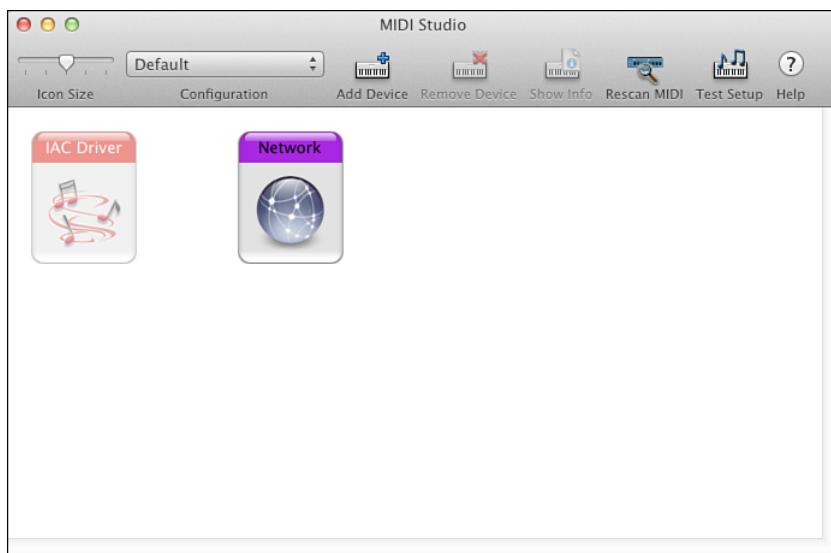 MIDI Studio
Default
Icon Size Configuration Add Device Remove Device Show Info Rescan MIDI Test Setup ? Help
IAC Driver Network